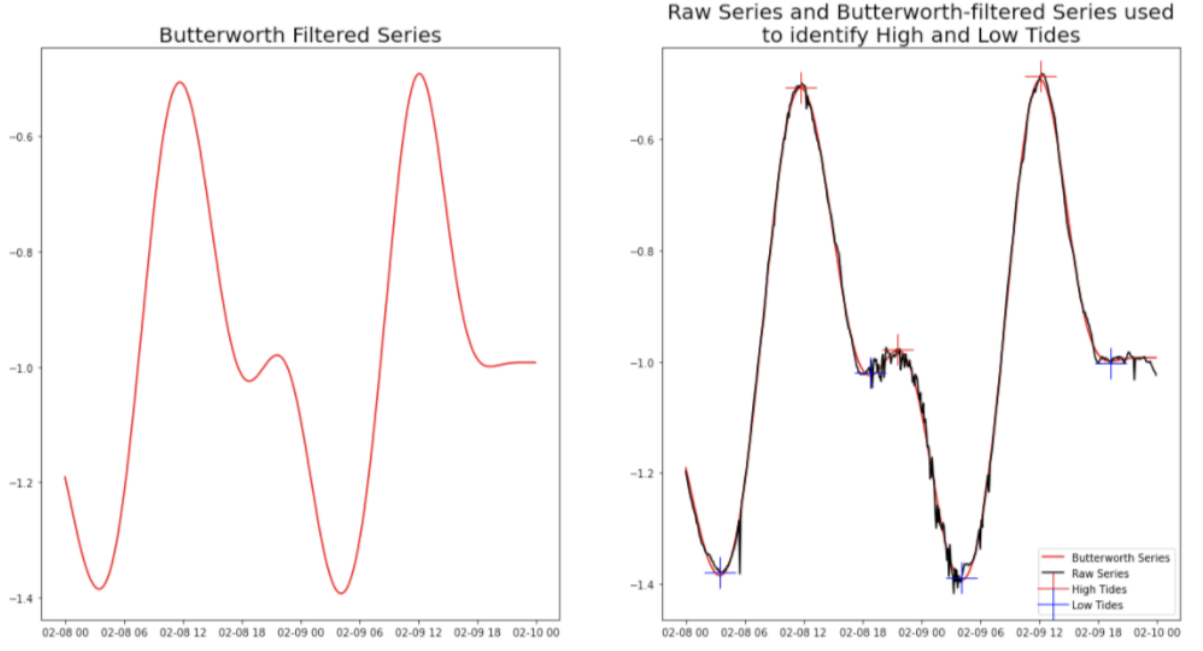 Butterworth Filtered Series
−0.6
−0.8
−1.0
−1.2
−1.4
02-08 00 02-08 06 02-08 12 02-08 18 02-09 00 02-09 06 02-09 12 02-09 18 02-10 00
Raw Series and Butterworth-filtered Series used
to identify High and Low Tides
−0.6
−0.8
−1.0
−1.2
−1.4
Butterworth Series
Raw Series
High Tides
Low Tides
02-08 00 02-08 06 02-08 12 02-08 18 02-09 00 02-09 06 02-09 12 02-09 18 02-10 00